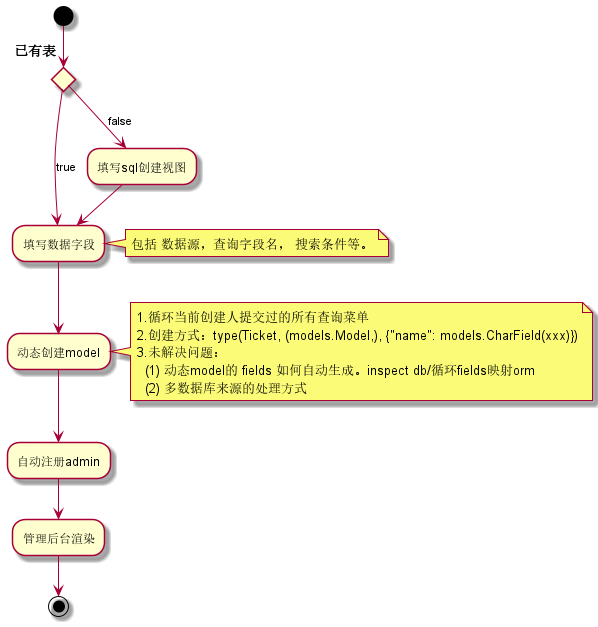 已有表
false
true
填写sql创建视图
填写数据字段
包括 数据源，查询字段名， 搜索条件等。
1.循环当前创建人提交过的所有查询菜单
2.创建方式：type(Ticket, (models.Model,), {"name": models.CharField(xxx)})
3.未解决问题：
(1) 动态model的 fields 如何自动生成。inspect db/循环fields映射orm
(2) 多数据库来源的处理方式
动态创建model
自动注册admin
管理后台渲染